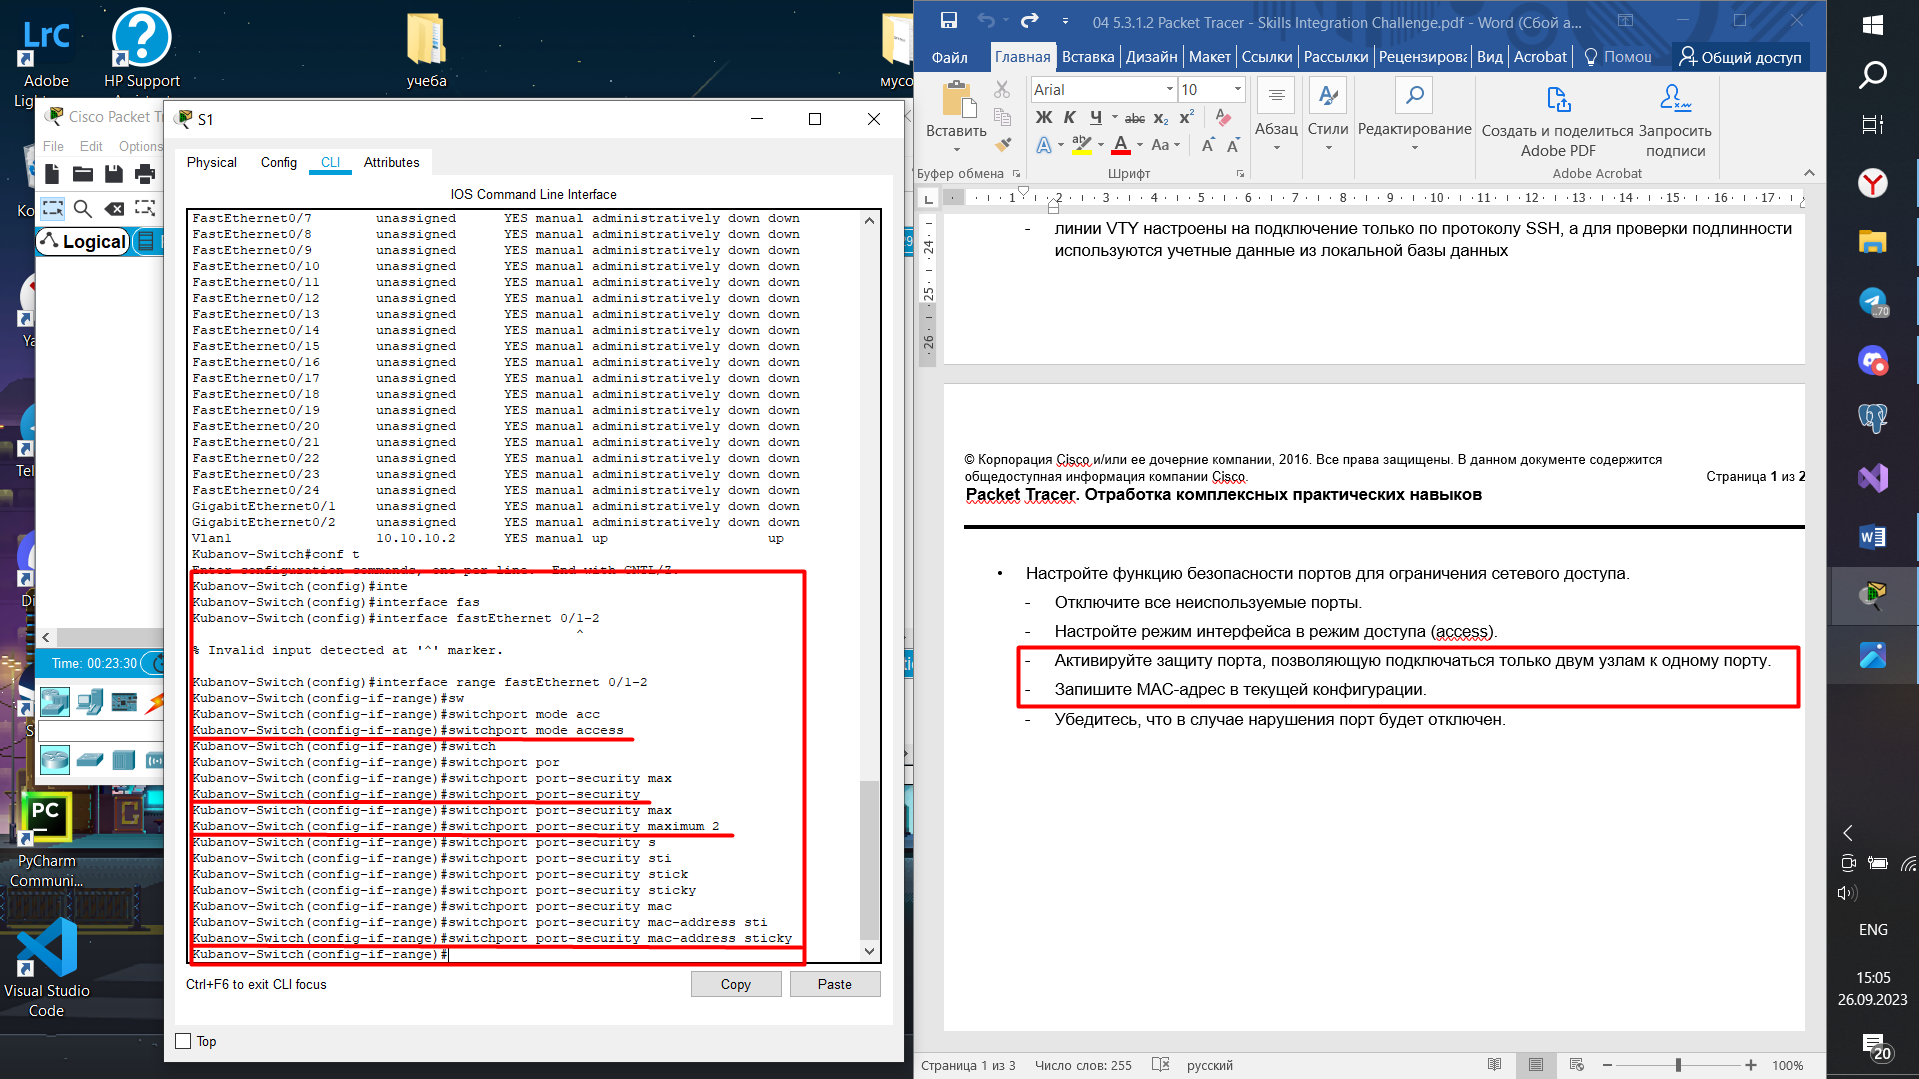 Adobe
HP Support
учеба
Cisco Packet Tr
File Edit Options
Logical
Time: 00:23:30
PyCharm
Communi...
Visual Studio
Code
S1
Physical Config CLI Attributes
IOS Command Line Interface
FastEthernet0/7 unassigned YES manual administratively down down
FastEthernet0/8 unassigned YES manual administratively down down
FastEthernet0/9 unassigned YES manual administratively down down
FastEthernet0/10 unassigned YES manual administratively down down
FastEthernet0/11 unassigned YES manual administratively down down
FastEthernet0/12 unassigned YES manual administratively down down
FastEthernet0/13 unassigned YES manual administratively down down
FastEthernet0/14 unassigned YES manual administratively down down
FastEthernet0/15 unassigned YES manual administratively down down
FastEthernet0/16 unassigned YES manual administratively down down
FastEthernet0/17 unassigned YES manual administratively down down
FastEthernet0/18 unassigned YES manual administratively down down
FastEthernet0/19 unassigned YES manual administratively down down
FastEthernet0/20 unassigned YES manual administratively down down
FastEthernet0/21 unassigned YES manual administratively down down
FastEthernet0/22 unassigned YES manual administratively down down
FastEthernet0/23 unassigned YES manual administratively down down
FastEthernet0/24 unassigned YES manual administratively down down
GigabitEthernet0/1 unassigned YES manual administratively down down
GigabitEthernet0/2 unassigned YES manual administratively down down
Vlan1 10.10.10.2 YES manual up up
Kubanov-Switch#conf t
Enter configuration commands, one per line. End with CNTL/Z.
Kubanov-Switch(config)#inte
Kubanov-Switch(config)#interface fas
Kubanov-Switch(config)#interface fastEthernet 0/1-2
^
% Invalid input detected at '^' marker.
Kubanov-Switch(config)#interface range fastEthernet 0/1-2
Kubanov-Switch(config-if-range)#sw
Kubanov-Switch(config-if-range)#switchport mode acc
Kubanov-Switch(config-if-range)#switchport mode access
Kubanov-Switch(config-if-range)#switch
Kubanov-Switch(config-if-range)#switchport por
Kubanov-Switch(config-if-range)#switchport port-security max
Kubanov-Switch(config-if-range)#switchport port-security
Kubanov-Switch(config-if-range)#switchport port-security max
Kubanov-Switch(config-if-range)#switchport port-security maximum 2
Kubanov-Switch(config-if-range)#switchport port-security s
Kubanov-Switch(config-if-range)#switchport port-security sti
Kubanov-Switch(config-if-range)#switchport port-security stick
Kubanov-Switch(config-if-range)#switchport port-security sticky
Kubanov-Switch(config-if-range)#switchport port-security mac
Kubanov-Switch(config-if-range)#switchport port-security mac-address sti
Kubanov-Switch(config-if-range)#switchport port-security mac-address sticky
Kubanov-Switch(config-if-range)#
Ctrl+F6 to exit CLI focus
Copy Paste
Top
04 5.3.1.2 Packet Tracer - Skills Integration Challenge.pdf - Word (Сбой а...
Файл Главная Вставка Дизайн Макет Ссылки Рассылки Рецензирова Вид Acrobat Помощ Общий доступ
Вставить
Буфер обмена
Arial 10
Ж К Ч abc x₂ x²
A Aa A A
Шрифт
Абзац Стили Редактирование
Создать и поделиться
Adobe PDF
Запросить
подписи
Adobe Acrobat
1 2 3 4 5 6 7 8 9 10 11 12 13 14 15 16 17
24
25
26
- линии VTY настроены на подключение только по протоколу SSH, а для проверки подлинности
используются учетные данные из локальной базы данных
© Корпорация Cisco и/или ее дочерние компании, 2016. Все права защищены. В данном документе содержится
общедоступная информация компании Cisco. Страница 1 из 2
Packet Tracer. Отработка комплексных практических навыков
• Настройте функцию безопасности портов для ограничения сетевого доступа.
- Отключите все неиспользуемые порты.
- Настройте режим интерфейса в режим доступа (access).
- Активируйте защиту порта, позволяющую подключаться только двум узлам к одному порту.
- Запишите MAC-адрес в текущей конфигурации.
- Убедитесь, что в случае нарушения порт будет отключен.
Страница 1 из 3 Число слов: 255 русский 100%
ENG
15:05
26.09.2023
20